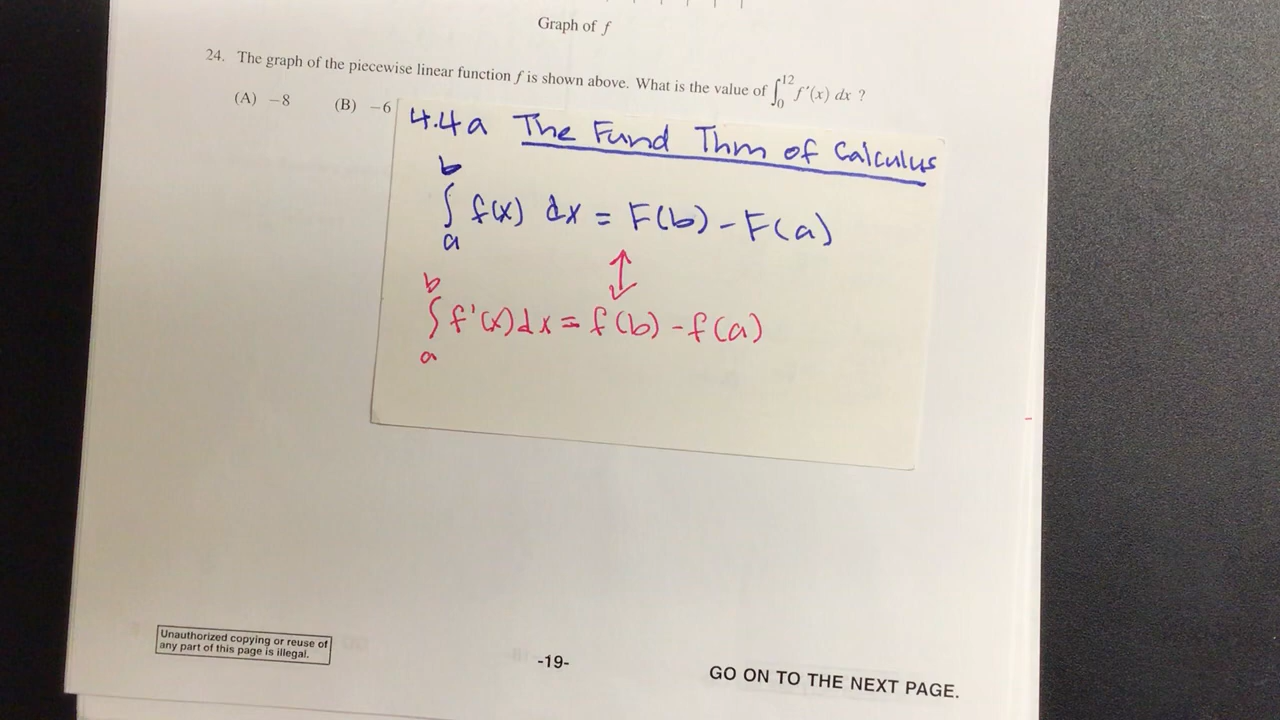 Graph of f
24. The graph of the piecewise linear function f is shown above. What is the value of ∫₀¹² f′(x) dx ?
(A) −8 (B) −6
4.4a The Fund Thm of Calculus
b
∫ f(x) dx = F(b) - F(a)
a
↕
b
∫ f'(x) dx = f(b) - f(a)
a
Unauthorized copying or reuse of
any part of this page is illegal.
-19-
GO ON TO THE NEXT PAGE.